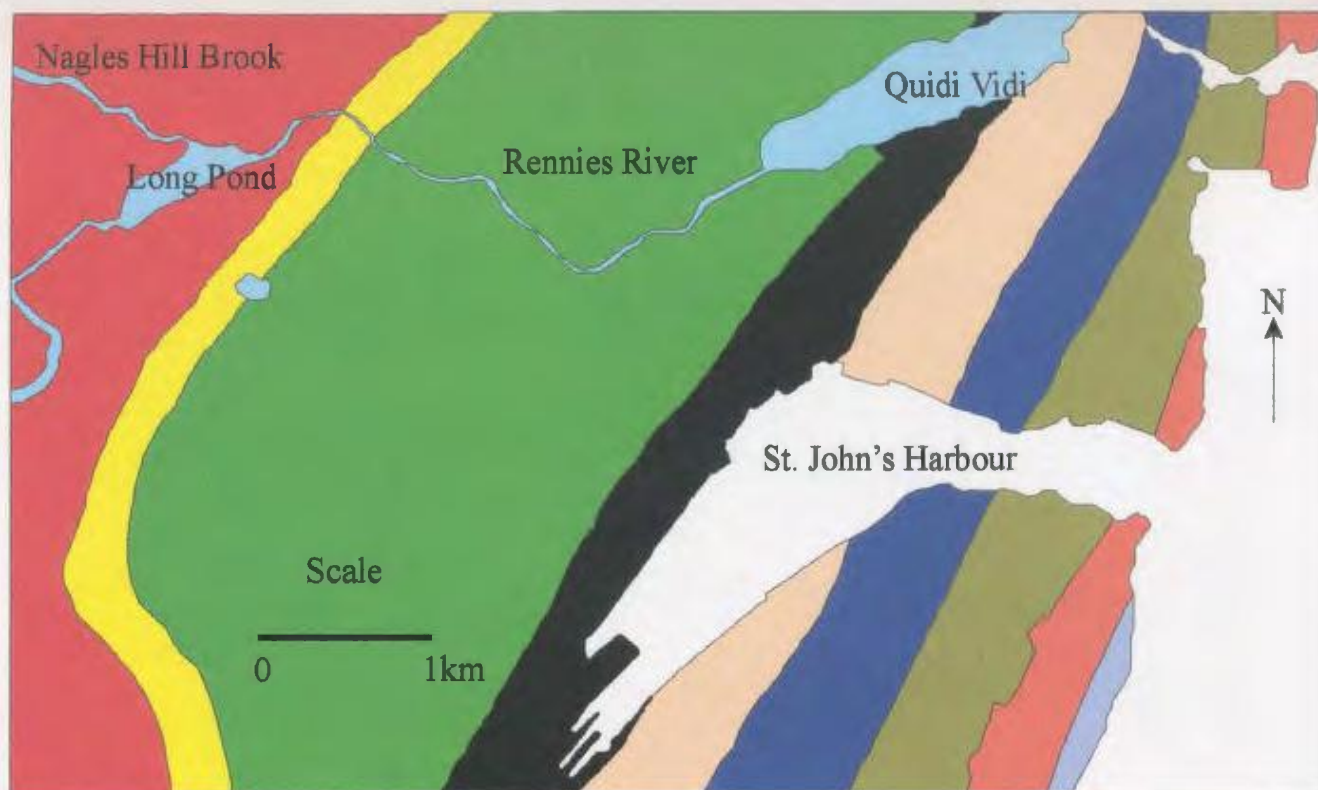 Nagles Hill Brook
Quidi Vidi
Rennies River
Long Pond
N
St. John's Harbour
Scale
0 1km